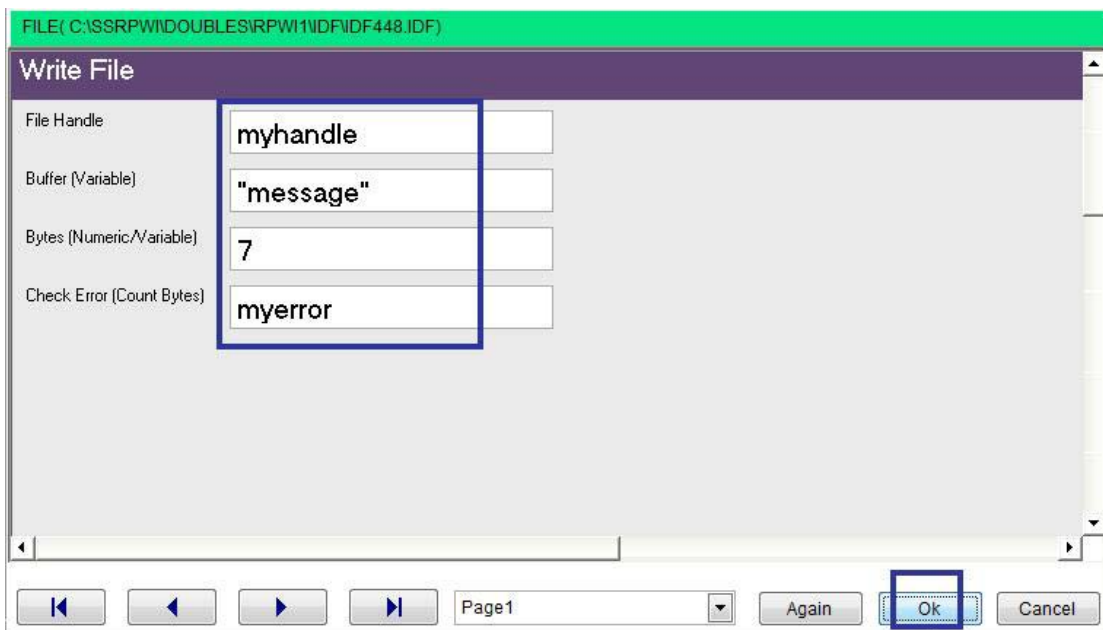 FILE( C:\SSRPWI\DOUBLES\RPWI1\IDF\IDF448.IDF)
Write File
File Handle
myhandle
Buffer (Variable)
"message"
Bytes (Numeric/Variable)
7
Check Error (Count Bytes)
myerror
Page1
Again
Ok
Cancel